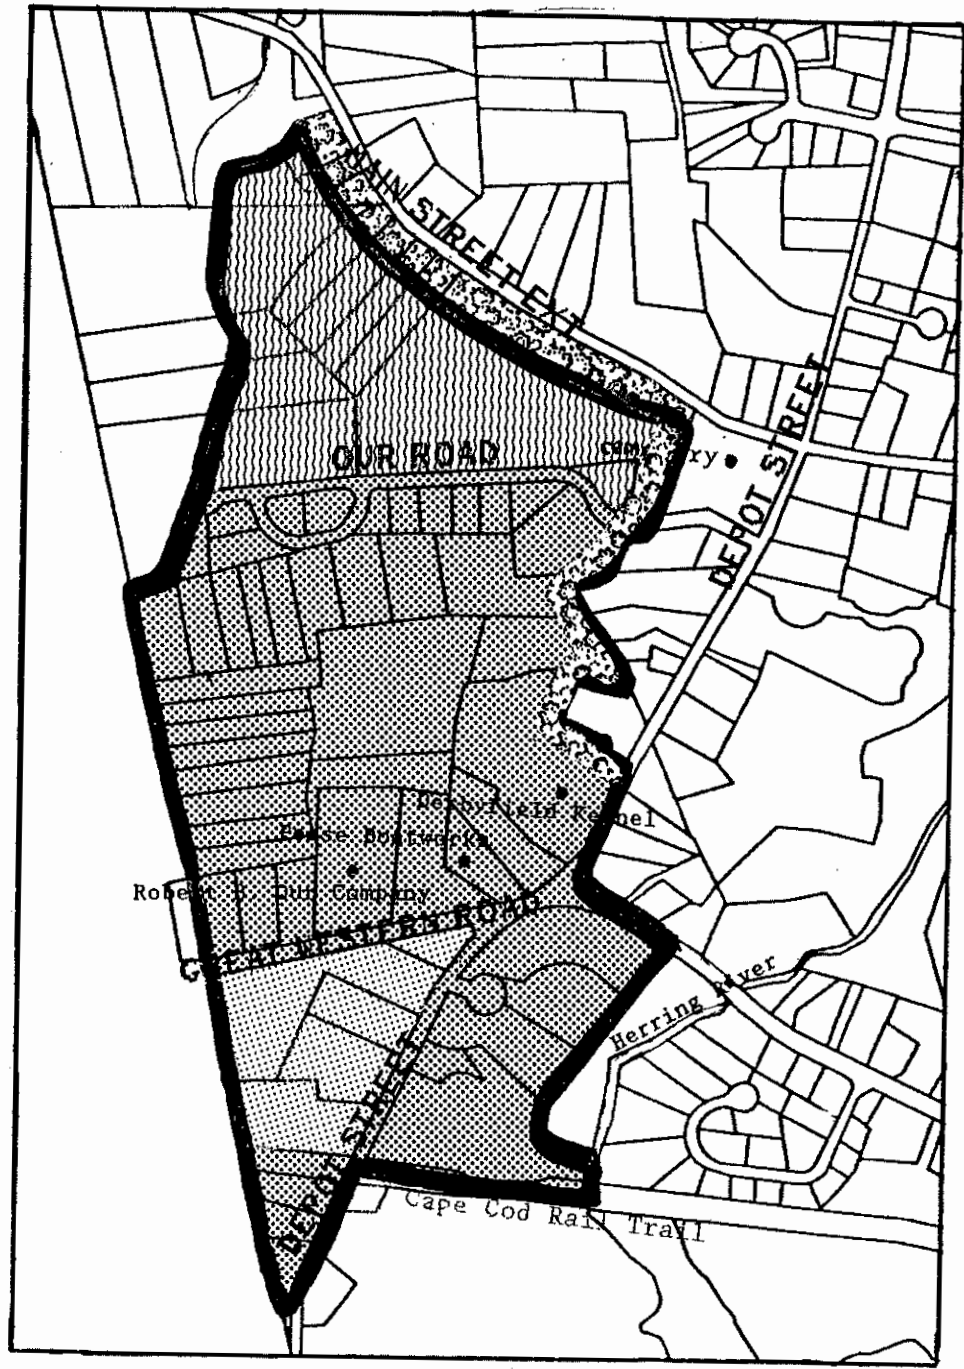 MAIN STREET EXT
OUR ROAD
DEPOT STREET
Kennel
Robert B. Our Company
GREAT WESTERN ROAD
Herring River
DEPOT STREET
Cape Cod Rail Trail